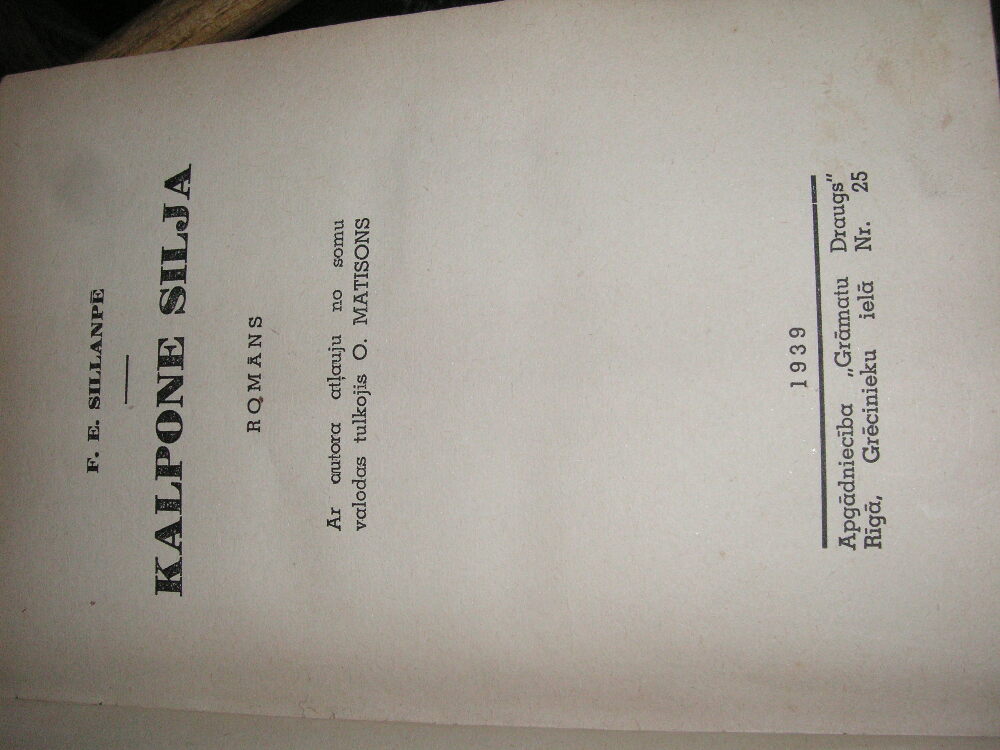 F. E. SILLANPĒ
KALPONE SILJA
ROMĀNS
Ar autora atļauju no somu
valodas tulkojis O. MATISONS
1939
Apgādniecība „Grāmatu Draugs”
Rīgā, Grēcinieku ielā Nr. 25